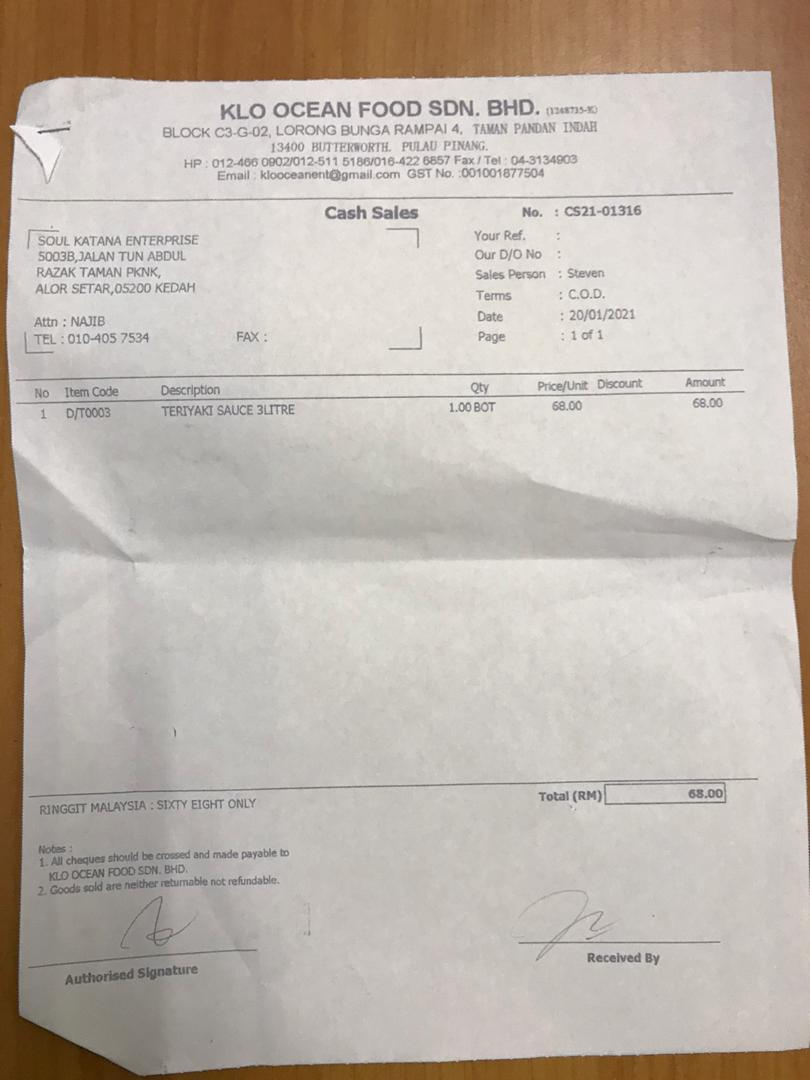 KLO OCEAN FOOD SDN. BHD. (1268735-K)
BLOCK C3-G-02, LORONG BUNGA RAMPAI 4, TAMAN PANDAN INDAH
13400 BUTTERWORTH. PULAU PINANG.
HP : 012-466 0902/012-511 5186/016-422 6857 Fax / Tel : 04-3134903
Email : klooceanent@gmail.com GST No. :001001877504
Cash Sales
No. : CS21-01316
SOUL KATANA ENTERPRISE
5003B,JALAN TUN ABDUL
RAZAK TAMAN PKNK,
ALOR SETAR,05200 KEDAH
Attn : NAJIB
TEL : 010-405 7534 FAX :
Your Ref. :
Our D/O No :
Sales Person : Steven
Terms : C.O.D.
Date : 20/01/2021
Page : 1 of 1
No Item Code Description Qty Price/Unit Discount Amount
1 D/T0003 TERIYAKI SAUCE 3LITRE 1.00 BOT 68.00 68.00
RINGGIT MALAYSIA : SIXTY EIGHT ONLY Total (RM) 68.00
Notes :
1. All cheques should be crossed and made payable to
KLO OCEAN FOOD SDN. BHD.
2. Goods sold are neither returnable not refundable.
Authorised Signature Received By